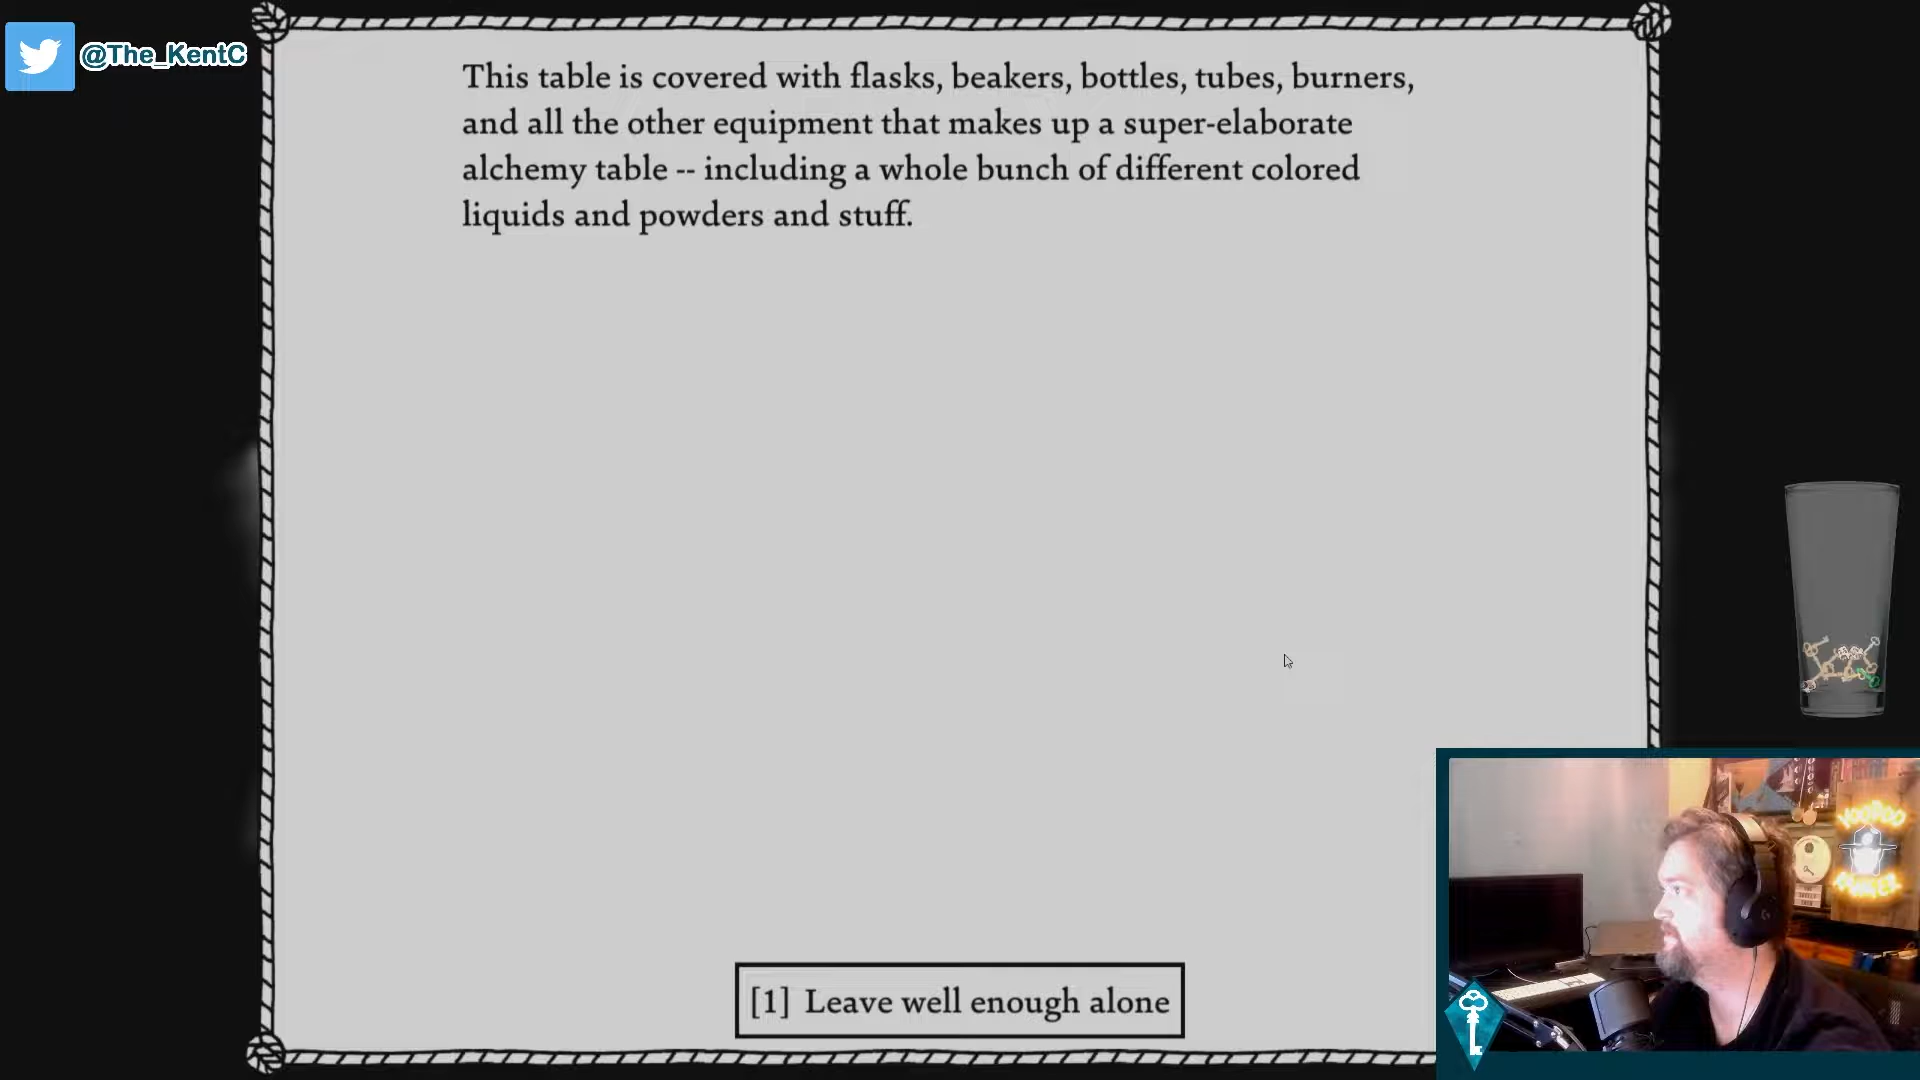 @The_KentC
This table is covered with flasks, beakers, bottles, tubes, burners,
and all the other equipment that makes up a super-elaborate
alchemy table -- including a whole bunch of different colored
liquids and powders and stuff.
[1] Leave well enough alone
VOODOO